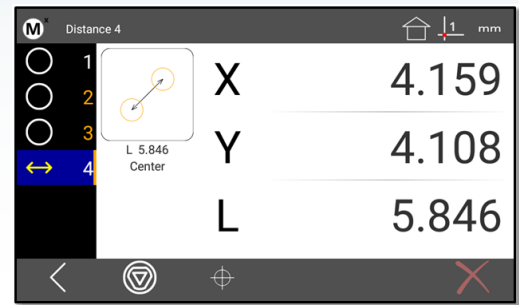 M x Distance 4 1 mm
1
2
3
4
L 5.846
Center
X 4.159
Y 4.108
L 5.846